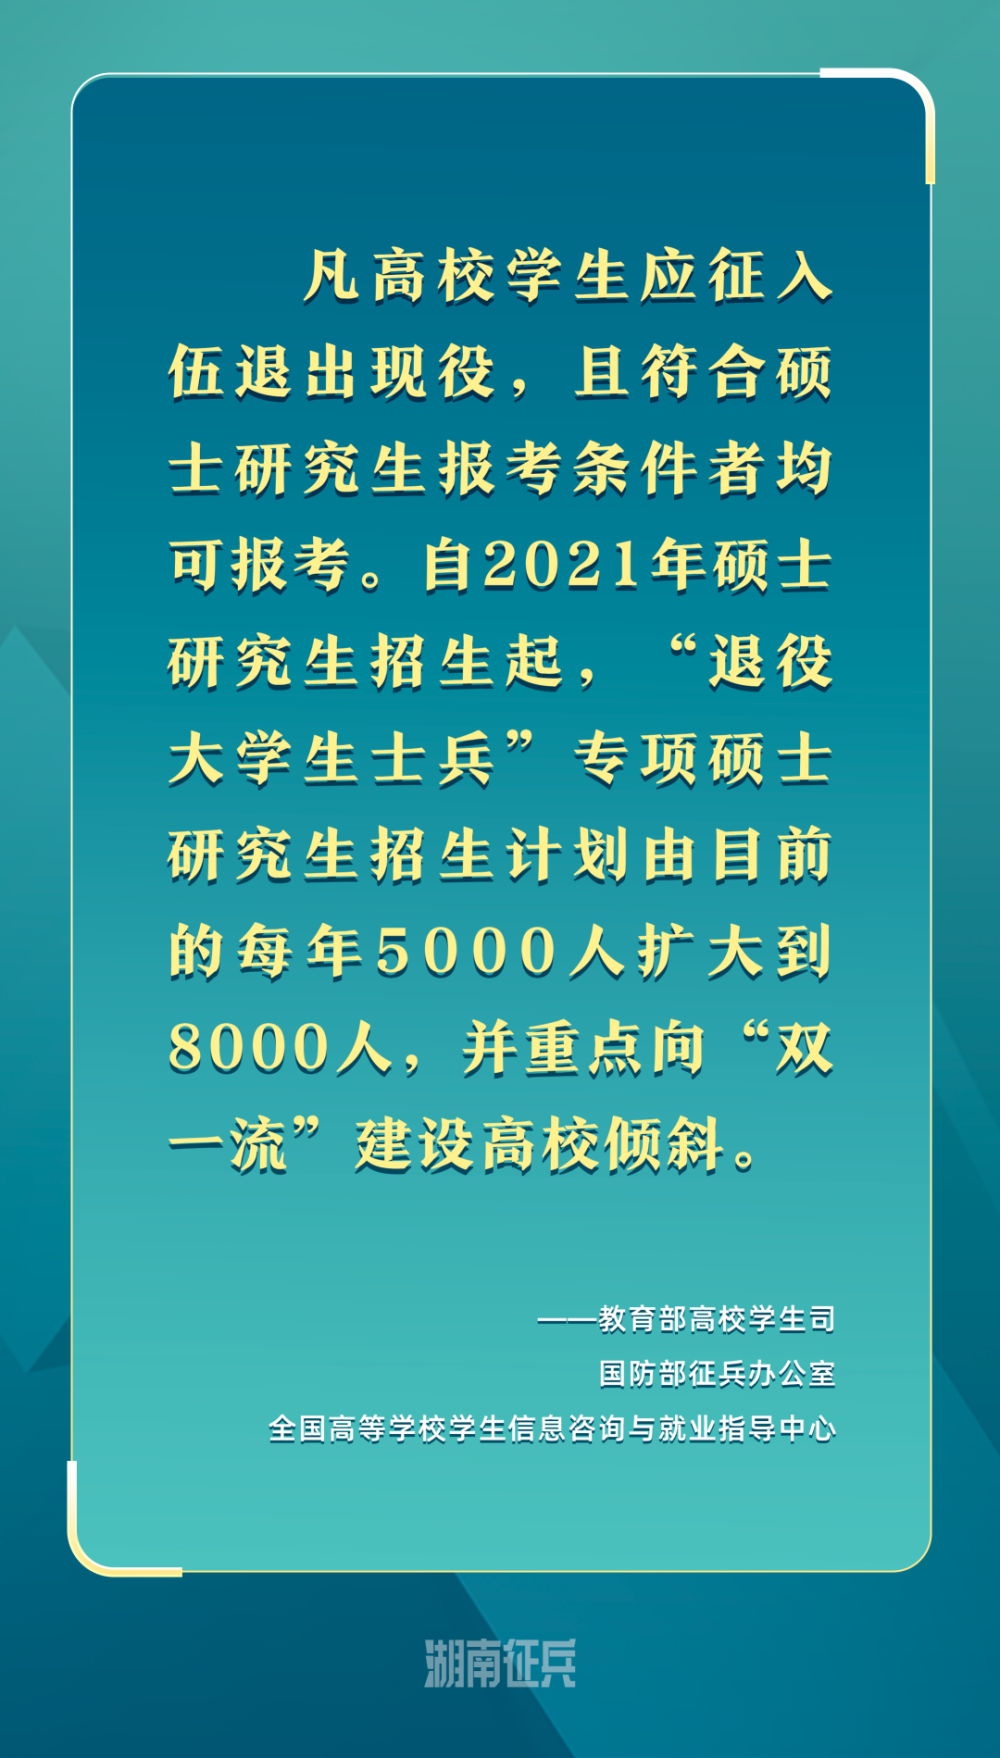 凡高校学生应征入
伍退出现役，且符合硕
士研究生报考条件者均
可报考。自2021年硕士
研究生招生起，“退役
大学生士兵”专项硕士
研究生招生计划由目前
的每年5000人扩大到
8000人，并重点向“双
一流”建设高校倾斜。
——教育部高校学生司
国防部征兵办公室
全国高等学校学生信息咨询与就业指导中心
湖南征兵